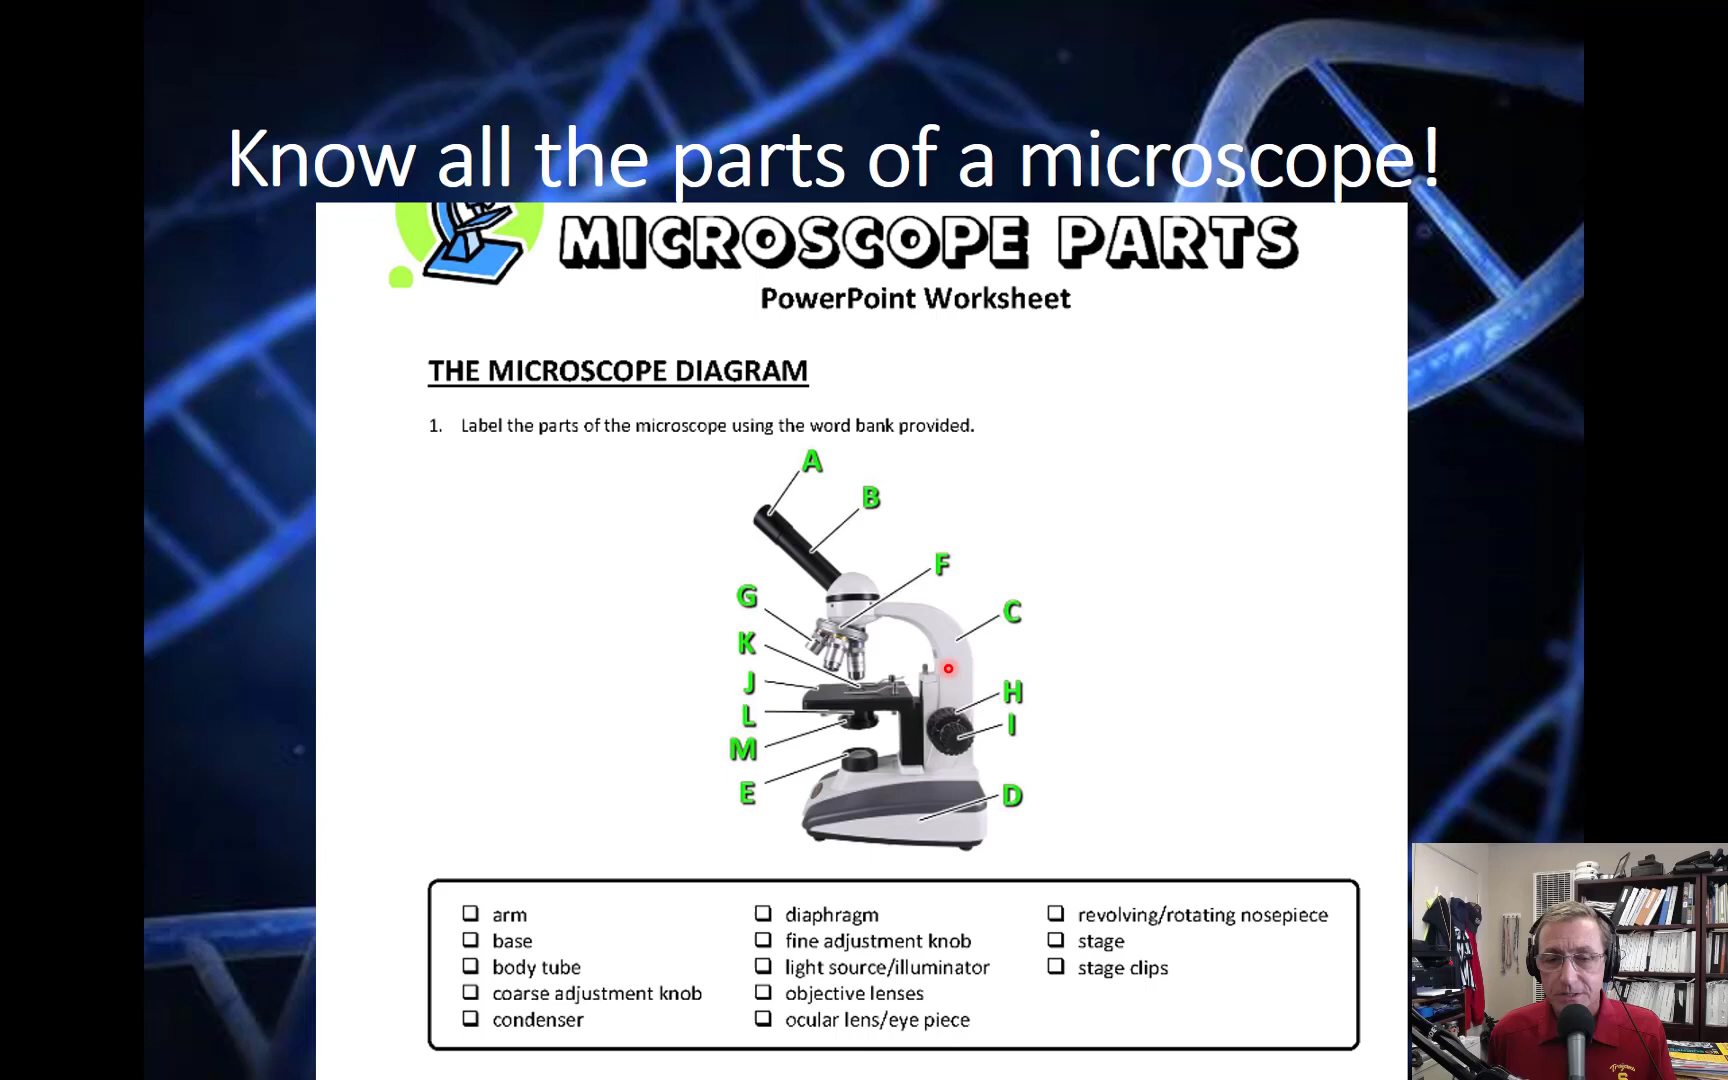 Know all the parts of a microscope!
MICROSCOPE PARTS
PowerPoint Worksheet
THE MICROSCOPE DIAGRAM
1. Label the parts of the microscope using the word bank provided.
A
B
F
G
C
K
J
H
L
I
M
E
D
arm
base
body tube
coarse adjustment knob
condenser
diaphragm
fine adjustment knob
light source/illuminator
objective lenses
ocular lens/eye piece
revolving/rotating nosepiece
stage
stage clips
Trojans